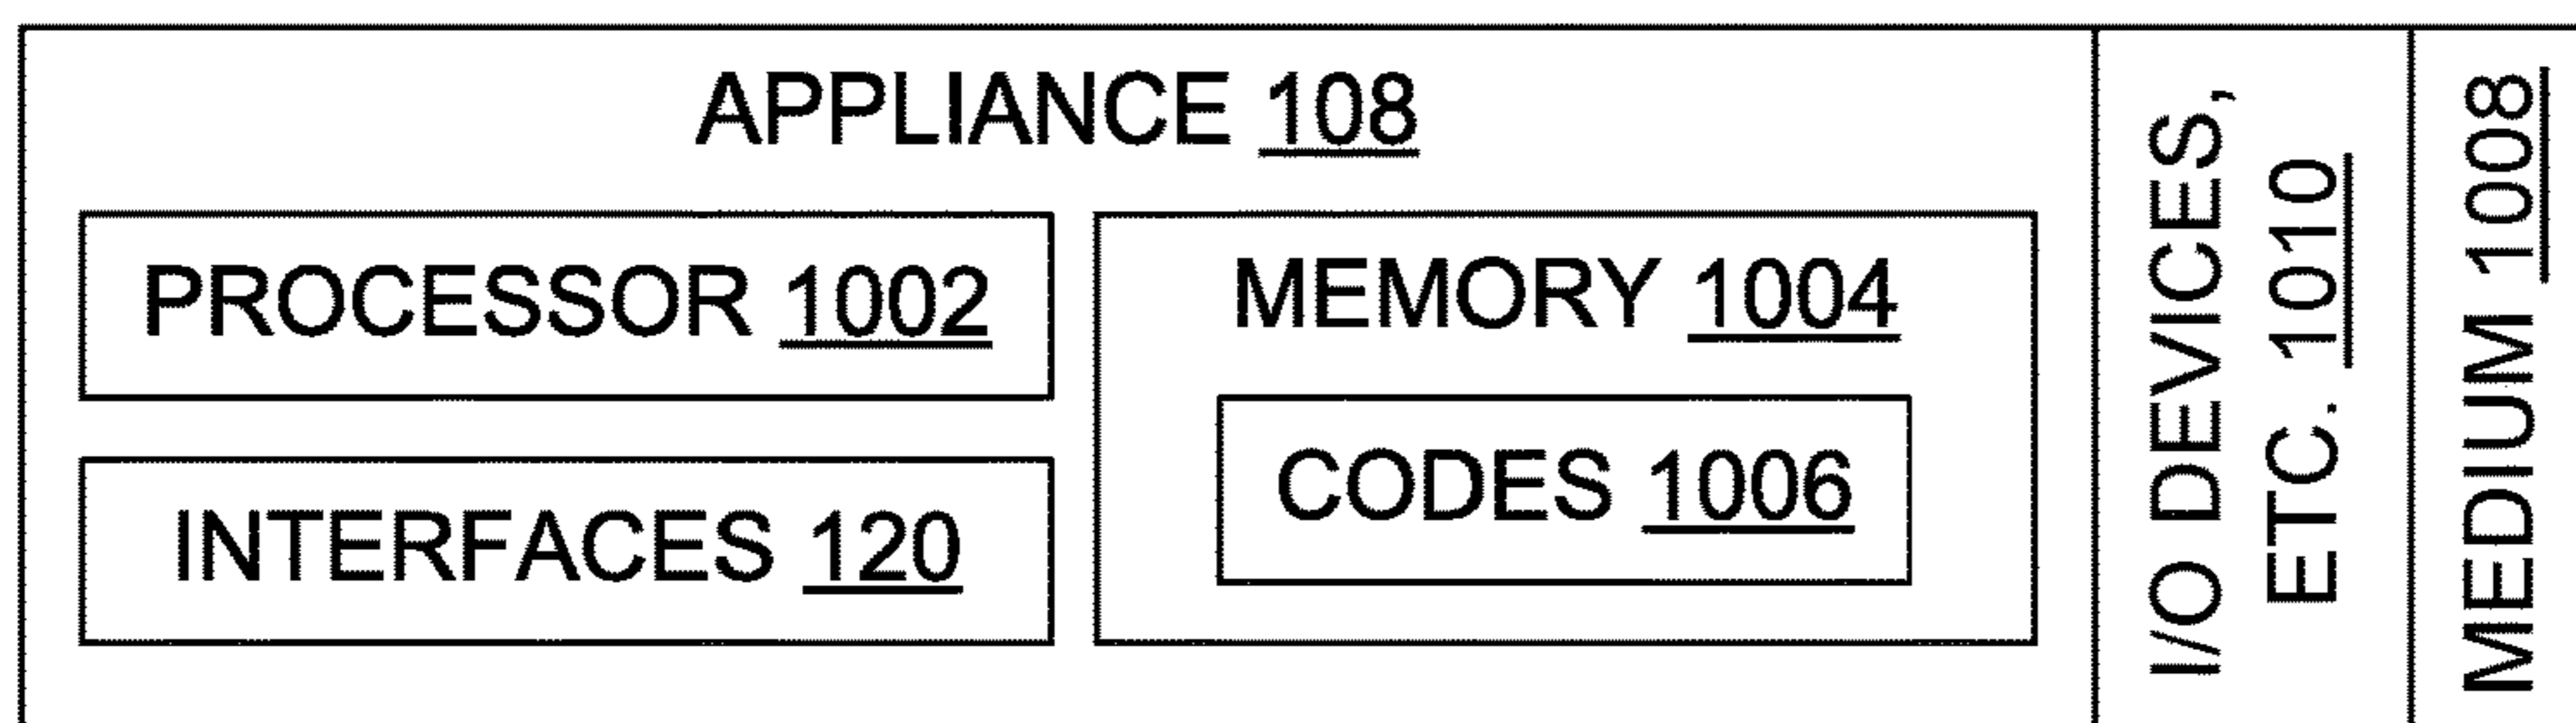 APPLIANCE 108
PROCESSOR 1002
INTERFACES 120
MEMORY 1004
CODES 1006
I/O DEVICES,
ETC. 1010
MEDIUM 1008